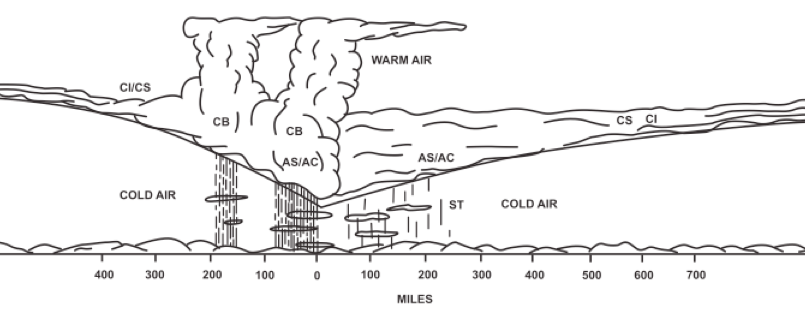 WARM AIR
CI/CS
CB
CB
CS CI
AS/AC
AS/AC
COLD AIR
ST
COLD AIR
400 300 200 100 0 100 200 300 400 500 600 700
MILES